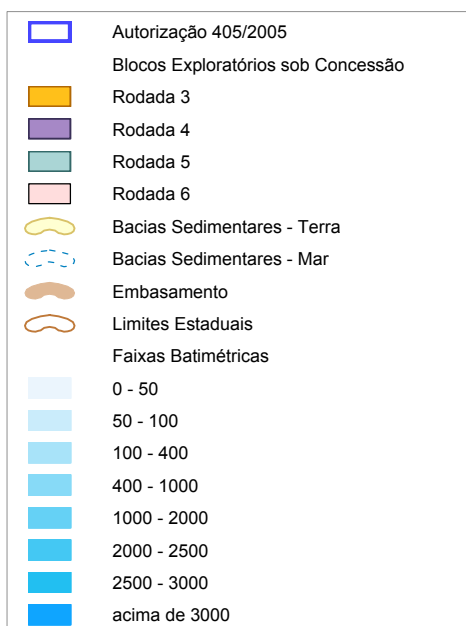 Autorização 405/2005
Blocos Exploratórios sob Concessão
Rodada 3
Rodada 4
Rodada 5
Rodada 6
Bacias Sedimentares - Terra
Bacias Sedimentares - Mar
Embasamento
Limites Estaduais
Faixas Batimétricas
0 - 50
50 - 100
100 - 400
400 - 1000
1000 - 2000
2000 - 2500
2500 - 3000
acima de 3000